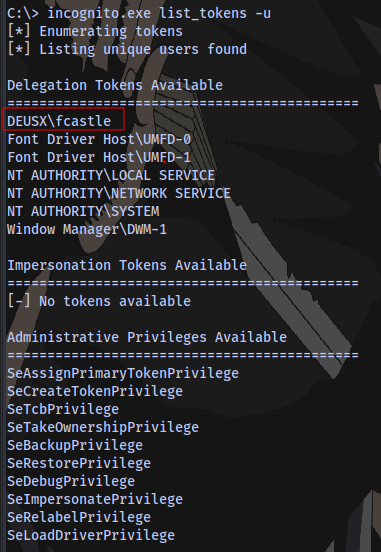 C:\> incognito.exe list_tokens -u
[*] Enumerating tokens
[*] Listing unique users found
Delegation Tokens Available
============================================
DEUSX\fcastle
Font Driver Host\UMFD-0
Font Driver Host\UMFD-1
NT AUTHORITY\LOCAL SERVICE
NT AUTHORITY\NETWORK SERVICE
NT AUTHORITY\SYSTEM
Window Manager\DWM-1
Impersonation Tokens Available
============================================
[-] No tokens available
Administrative Privileges Available
============================================
SeAssignPrimaryTokenPrivilege
SeCreateTokenPrivilege
SeTcbPrivilege
SeTakeOwnershipPrivilege
SeBackupPrivilege
SeRestorePrivilege
SeDebugPrivilege
SeImpersonatePrivilege
SeRelabelPrivilege
SeLoadDriverPrivilege